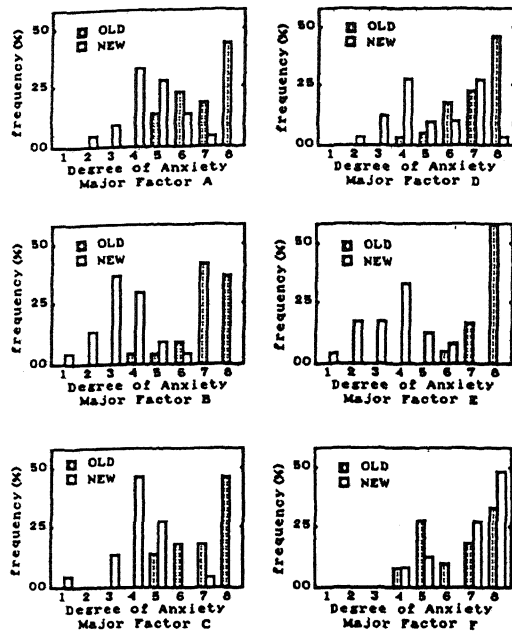 frequency(%)
50
25
00
OLD
NEW
1 2 3 4 5 6 7 8
Degree of Anxiety
Major Factor A
frequency(%)
50
25
00
OLD
NEW
1 2 3 4 5 6 7 8
Degree of Anxiety
Major Factor D
frequency(%)
50
25
00
OLD
NEW
1 2 3 4 5 6 7 8
Degree of Anxiety
Major Factor B
frequency(%)
50
25
00
OLD
NEW
1 2 3 4 5 6 7 8
Degree of Anxiety
Major Factor E
frequency(%)
50
25
00
OLD
NEW
1 2 3 4 5 6 7 8
Degree of Anxiety
Major Factor C
frequency(%)
50
25
00
OLD
NEW
1 2 3 4 5 6 7 8
Degree of Anxiety
Major Factor F